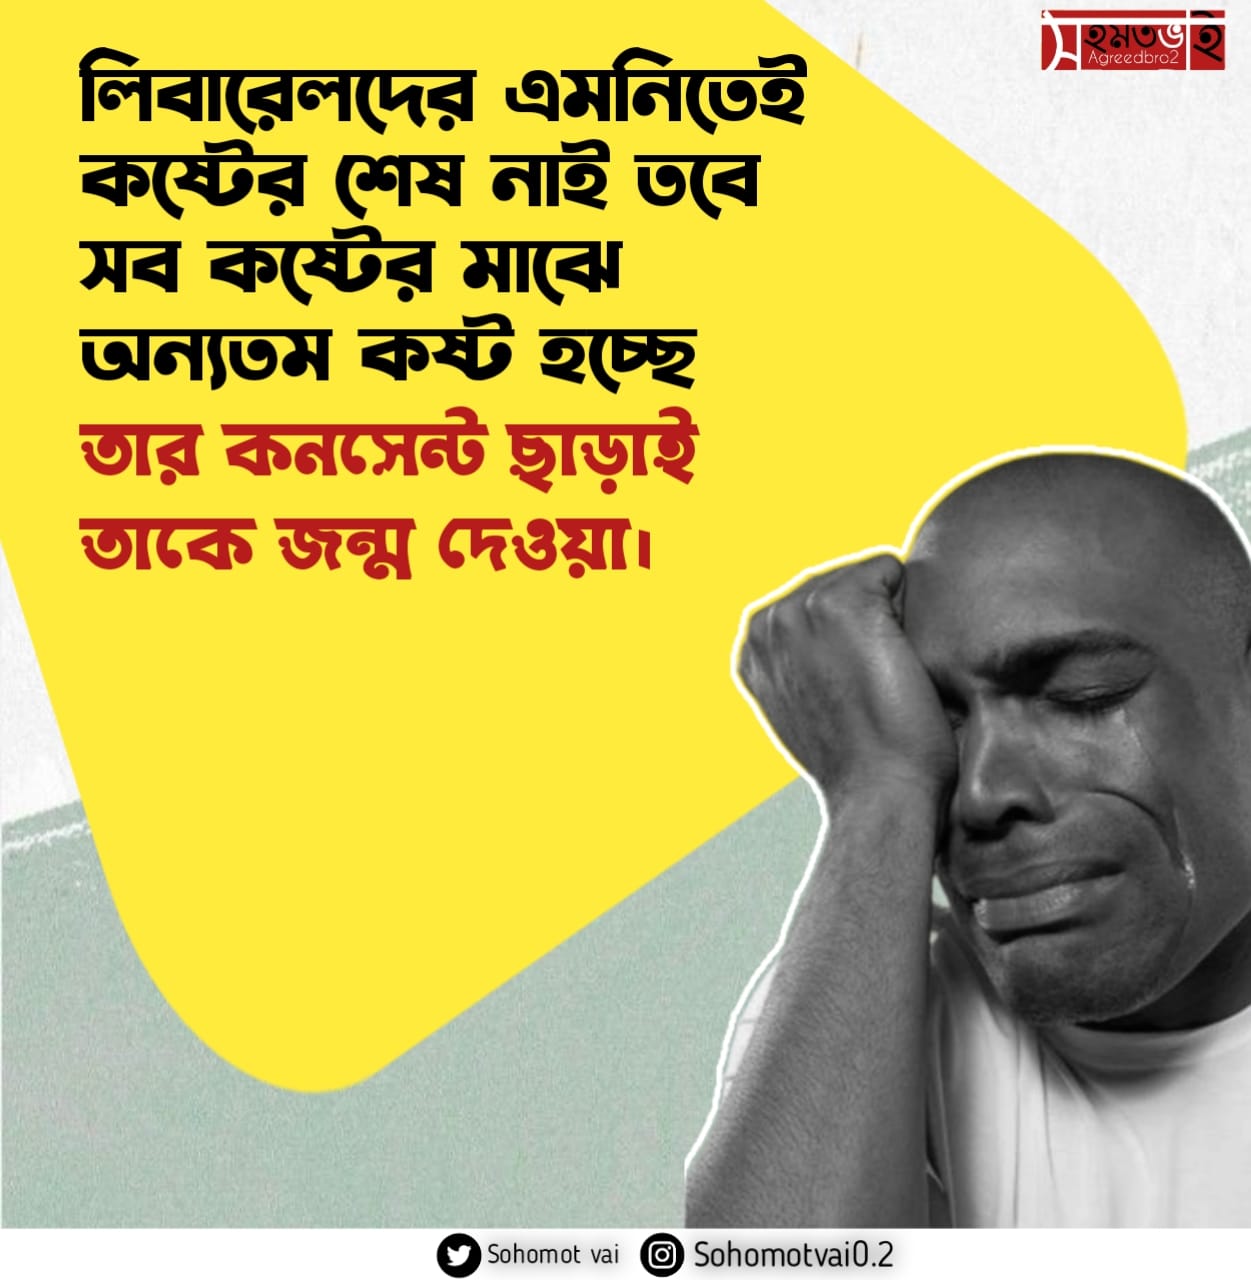 সহমতভাই
Agreedbro2
লিবারেলদের এমনিতেই
কষ্টের শেষ নাই তবে
সব কষ্টের মাঝে
অন্যতম কষ্ট হচ্ছে
তার কনসেন্ট ছাড়াই
তাকে জন্ম দেওয়া।
Sohomot vai Sohomotvai0.2